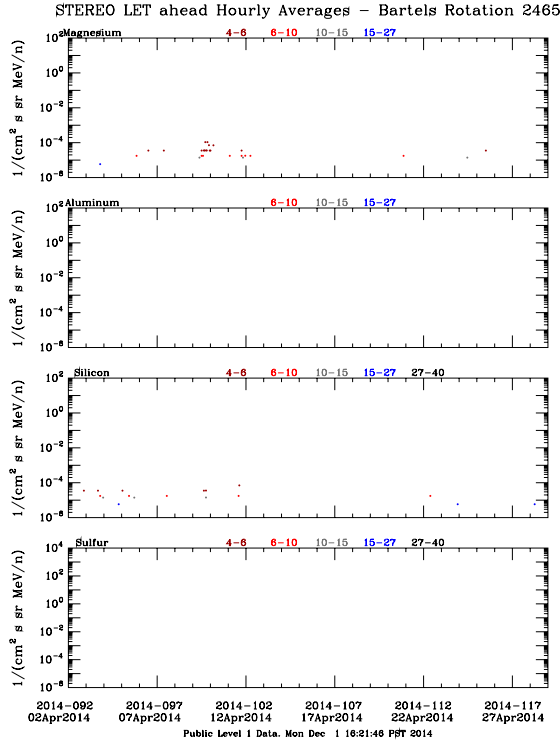 STEREO LET ahead Hourly Averages - Bartels Rotation 2465
Magnesium 4-6 6-10 10-15 15-27
10² 10⁰ 10⁻² 10⁻⁴ 10⁻⁶
1/(cm² s sr MeV/n)
Aluminum 6-10 10-15 15-27
10² 10⁰ 10⁻² 10⁻⁴ 10⁻⁶
1/(cm² s sr MeV/n)
Silicon 4-6 6-10 10-15 15-27 27-40
10² 10⁰ 10⁻² 10⁻⁴ 10⁻⁶
1/(cm² s sr MeV/n)
Sulfur 4-6 6-10 10-15 15-27 27-40
10⁴ 10² 10⁰ 10⁻² 10⁻⁴ 10⁻⁶
1/(cm² s sr MeV/n)
2014-092 2014-097 2014-102 2014-107 2014-112 2014-117
02Apr2014 07Apr2014 12Apr2014 17Apr2014 22Apr2014 27Apr2014
Public Level 1 Data, Mon Dec 1 16:21:46 PST 2014